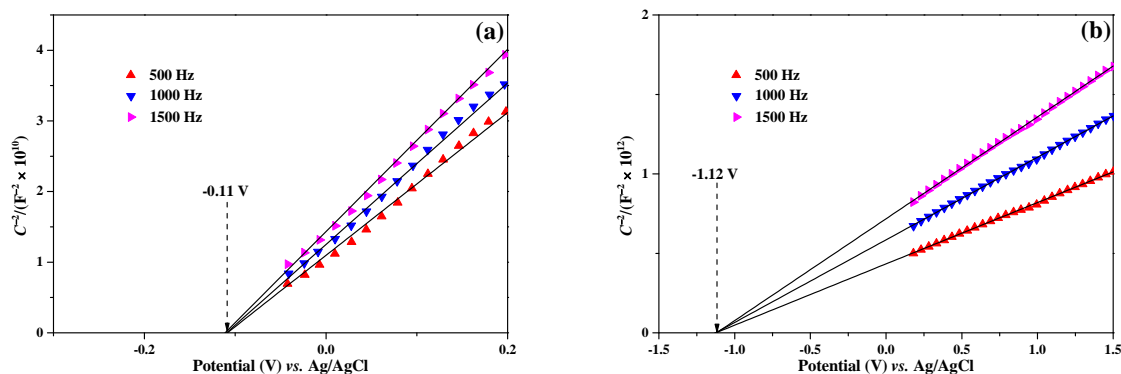 (a)
C⁻²/(F⁻² × 10¹⁰)
4
3
2
1
0
500 Hz
1000 Hz
1500 Hz
-0.11 V
-0.2
0.0
0.2
Potential (V) vs. Ag/AgCl
(b)
C⁻²/(F⁻² × 10¹²)
2
1
0
500 Hz
1000 Hz
1500 Hz
-1.12 V
-1.5
-1.0
-0.5
0.0
0.5
1.0
1.5
Potential (V) vs. Ag/AgCl